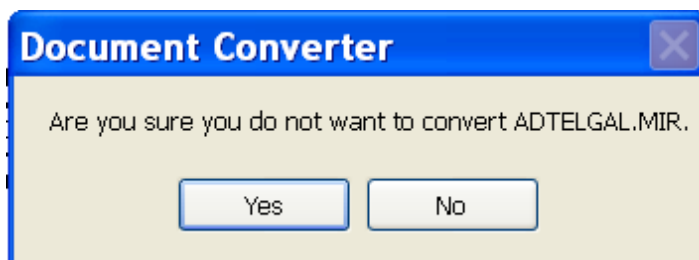 Document Converter
Are you sure you do not want to convert ADTELGAL.MIR.
Yes No